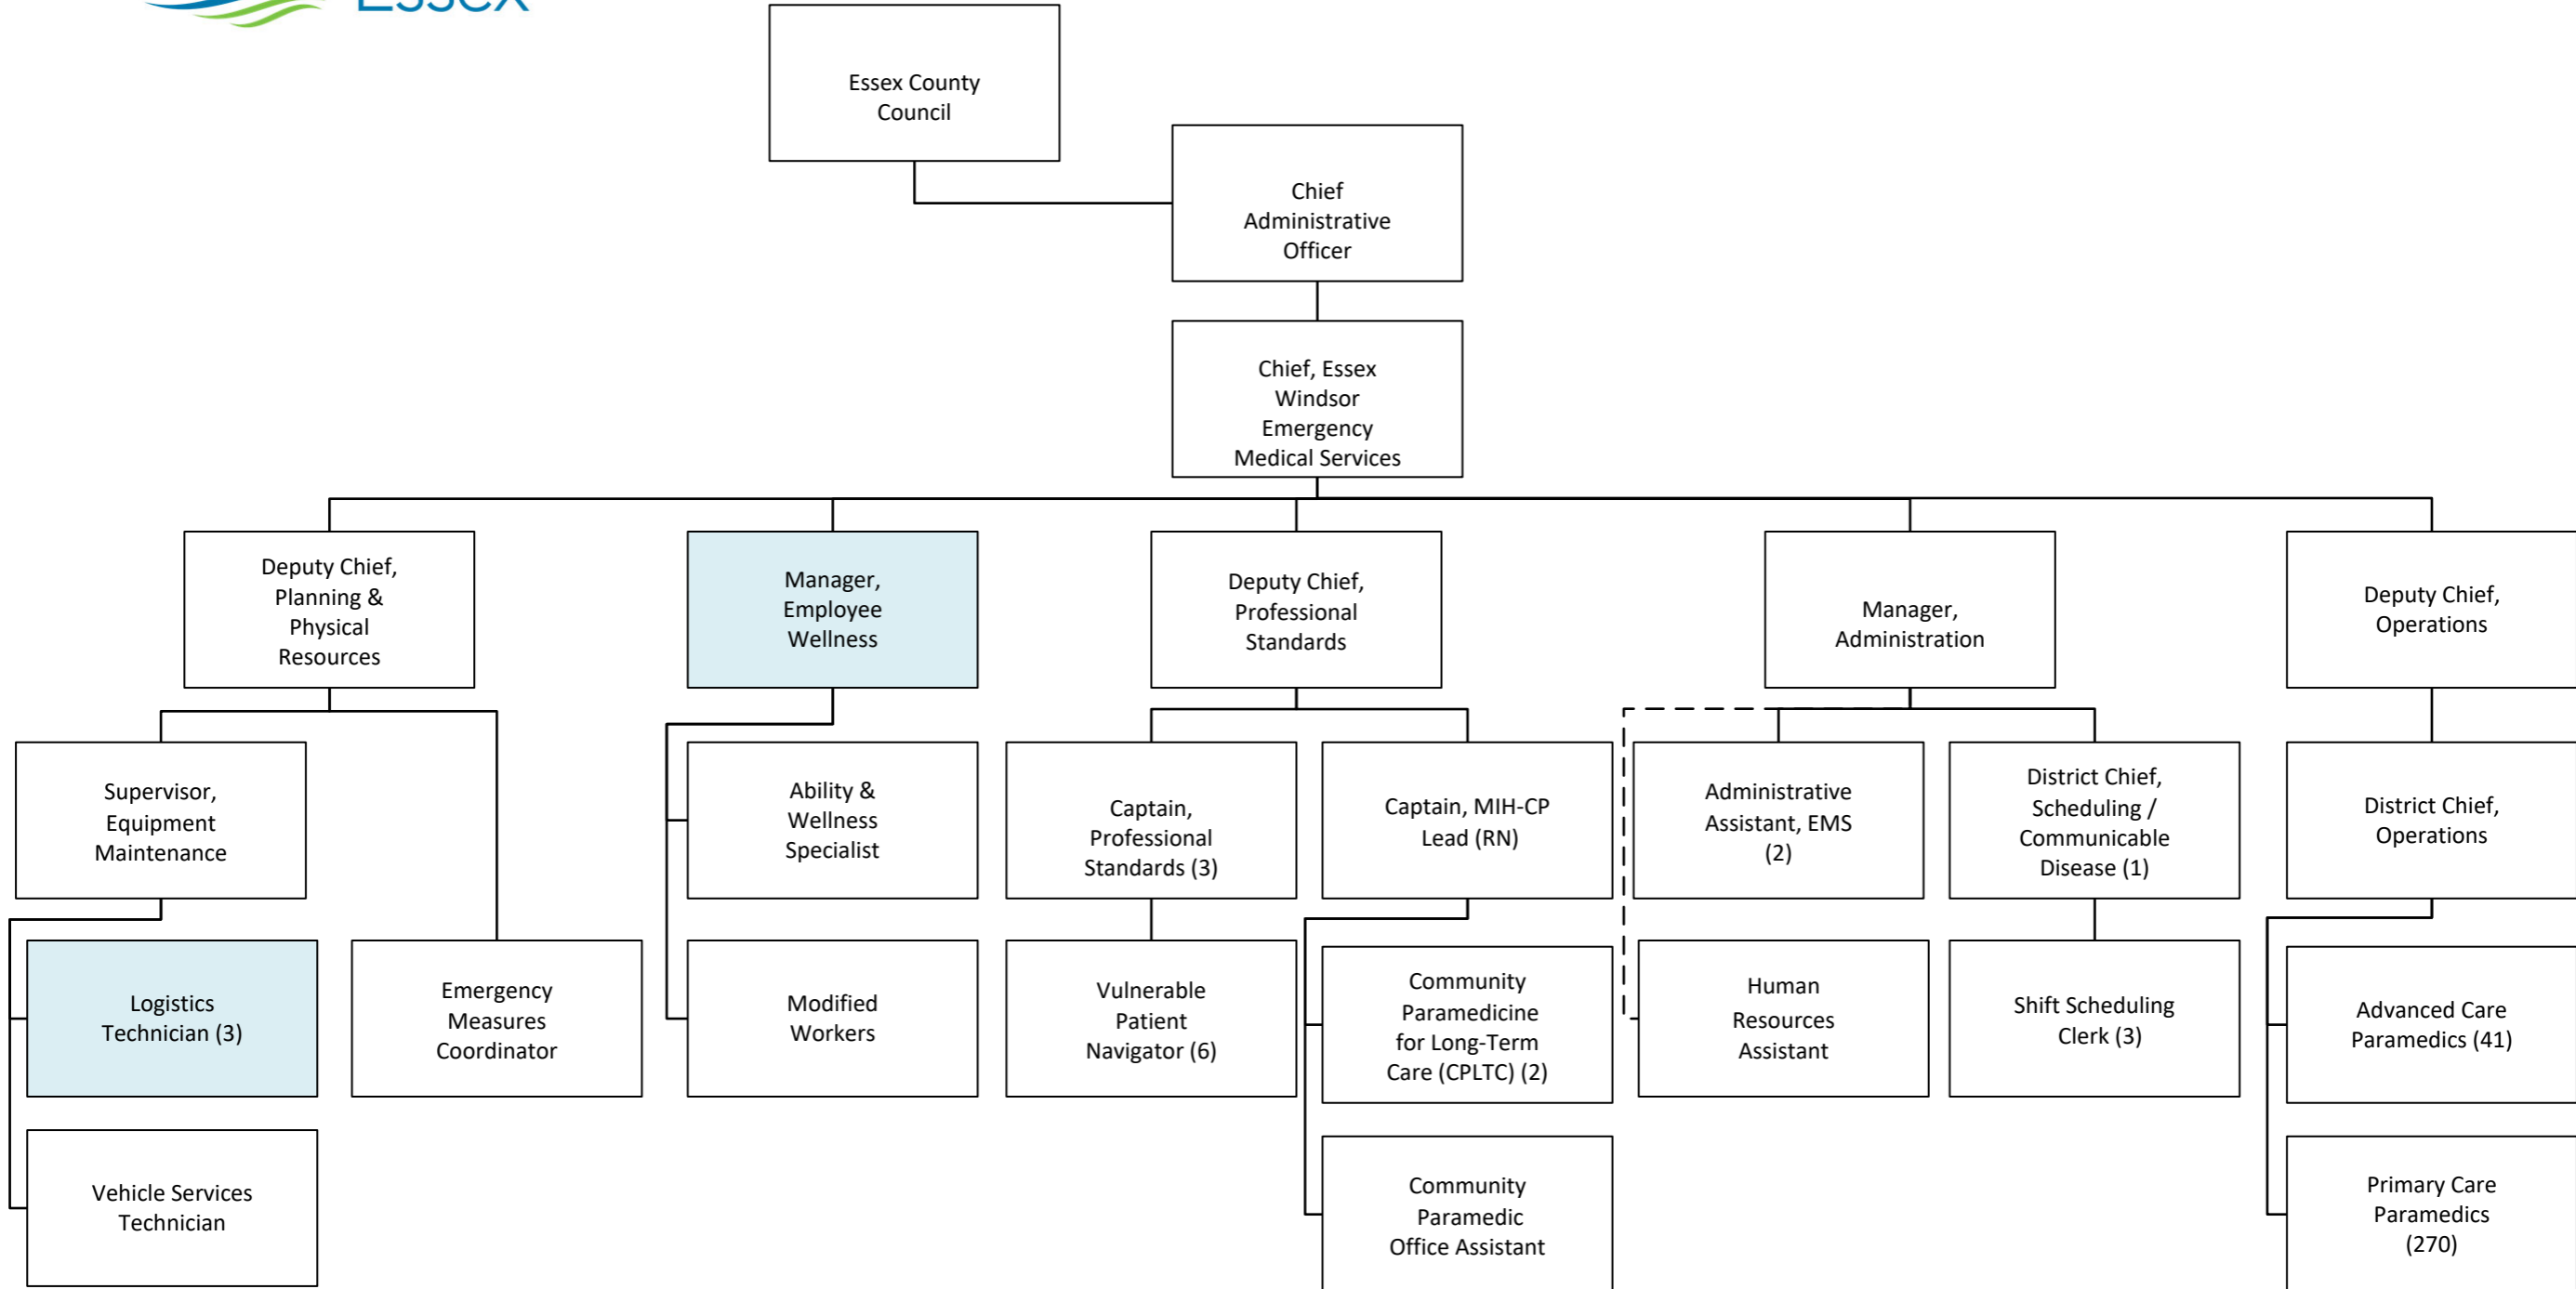 Essex
Essex County
Council
Chief
Administrative
Officer
Chief, Essex
Windsor
Emergency
Medical Services
Deputy Chief,
Planning &
Physical
Resources
Manager,
Employee
Wellness
Deputy Chief,
Professional
Standards
Manager,
Administration
Deputy Chief,
Operations
Supervisor,
Equipment
Maintenance
Ability &
Wellness
Specialist
Captain,
Professional
Standards (3)
Captain, MIH-CP
Lead (RN)
Administrative
Assistant, EMS
(2)
District Chief,
Scheduling /
Communicable
Disease (1)
District Chief,
Operations
Logistics
Technician (3)
Emergency
Measures
Coordinator
Modified
Workers
Vulnerable
Patient
Navigator (6)
Community
Paramedicine
for Long-Term
Care (CPLTC) (2)
Human
Resources
Assistant
Shift Scheduling
Clerk (3)
Advanced Care
Paramedics (41)
Vehicle Services
Technician
Community
Paramedic
Office Assistant
Primary Care
Paramedics
(270)